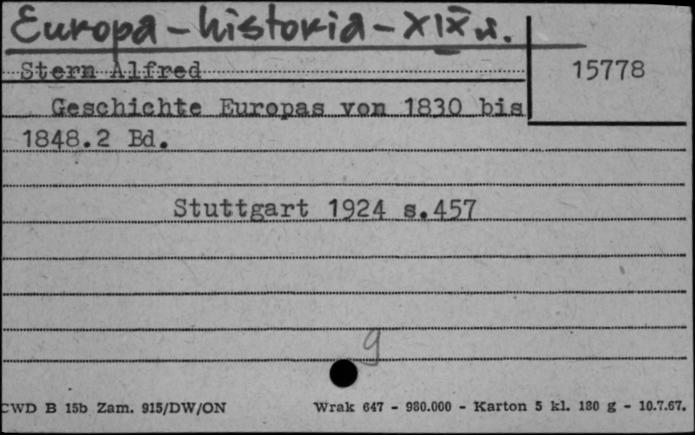 Europa – historia – XIX w.
Stern Alfred
15778
Geschichte Europas von 1830 bis
1848.2 Bd.
Stuttgart 1924 s.457
g
CWD B 15b Zam. 915/DW/ON
Wrak 647 - 980.000 - Karton 5 kl. 180 g - 10.7.67.